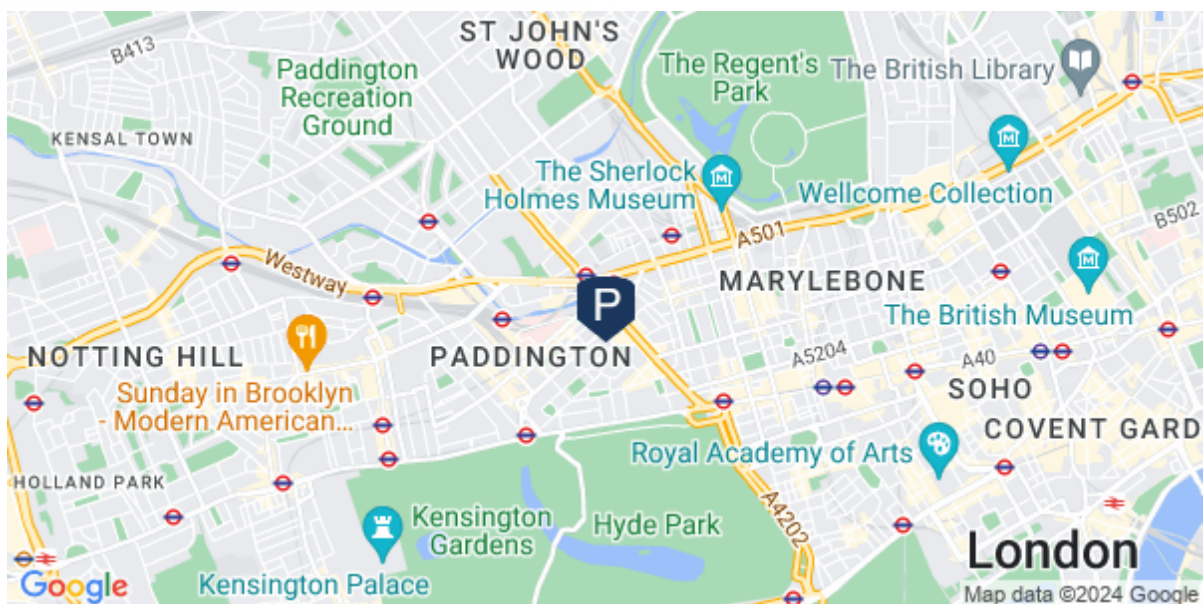 ST JOHN'S
WOOD
B413
Paddington
Recreation
Ground
The Regent's
Park
The British Library
KENSAL TOWN
The Sherlock
Holmes Museum
Wellcome Collection
B502
A501
Westway
MARYLEBONE
P
The British Museum
NOTTING HILL
PADDINGTON
A5204
A40
Sunday in Brooklyn
- Modern American...
SOHO
COVENT GARD
Royal Academy of Arts
HOLLAND PARK
Kensington
Gardens
Hyde Park
A4202
Kensington Palace
London
Google
Map data ©2024 Google